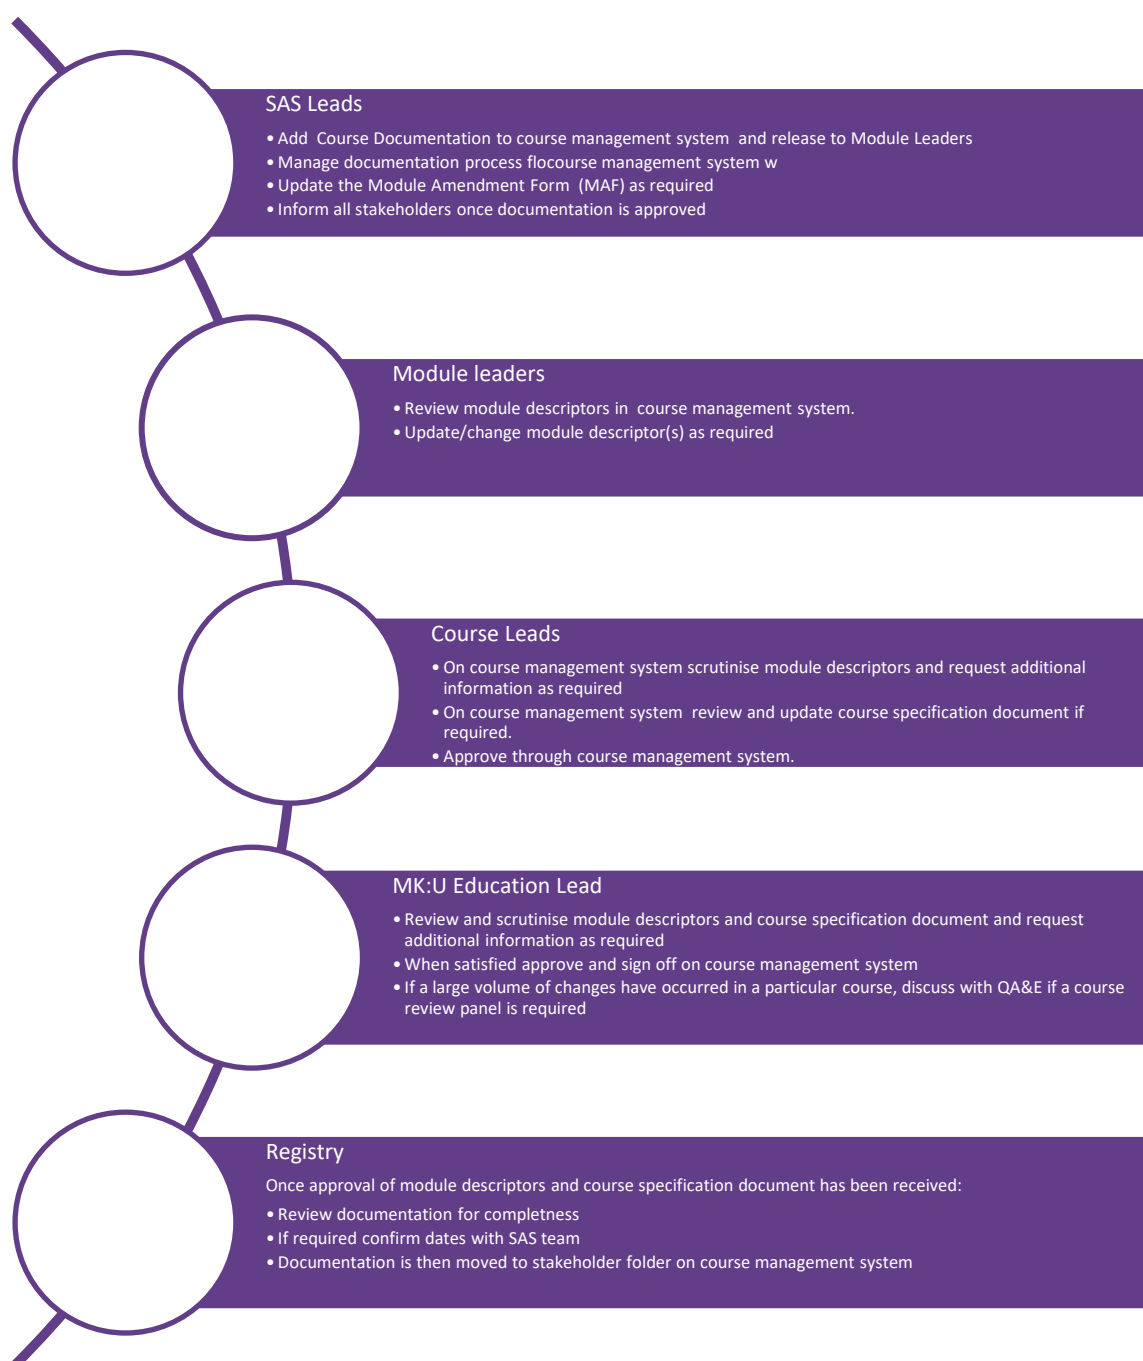 SAS Leads
• Add Course Documentation to course management system and release to Module Leaders
• Manage documentation process flocourse management system w
• Update the Module Amendment Form (MAF) as required
• Inform all stakeholders once documentation is approved
Module leaders
• Review module descriptors in course management system.
• Update/change module descriptor(s) as required
Course Leads
• On course management system scrutinise module descriptors and request additional
information as required
• On course management system review and update course specification document if
required.
• Approve through course management system.
MK:U Education Lead
• Review and scrutinise module descriptors and course specification document and request
additional information as required
• When satisfied approve and sign off on course management system
• If a large volume of changes have occurred in a particular course, discuss with QA&E if a course
review panel is required
Registry
Once approval of module descriptors and course specification document has been received:
• Review documentation for completness
• If required confirm dates with SAS team
• Documentation is then moved to stakeholder folder on course management system